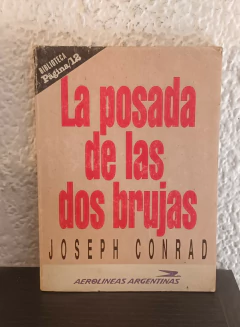 BIBLIOTECA
Página/12
La posada
de las
dos brujas
JOSEPH CONRAD
AEROLINEAS ARGENTINAS